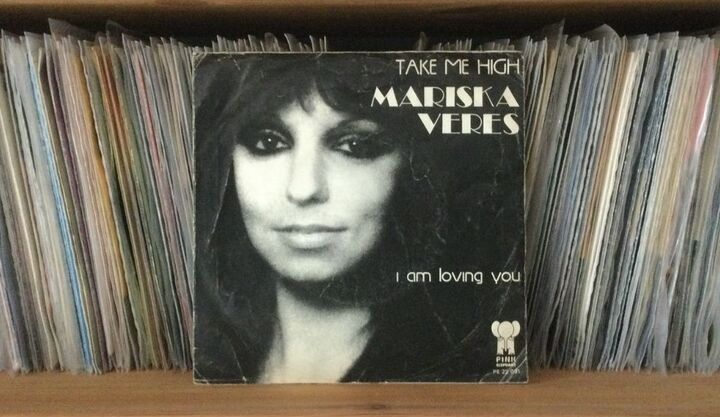 TAKE ME HIGH
MARISKA
VERES
i am loving you
PINK
ELEPHANT